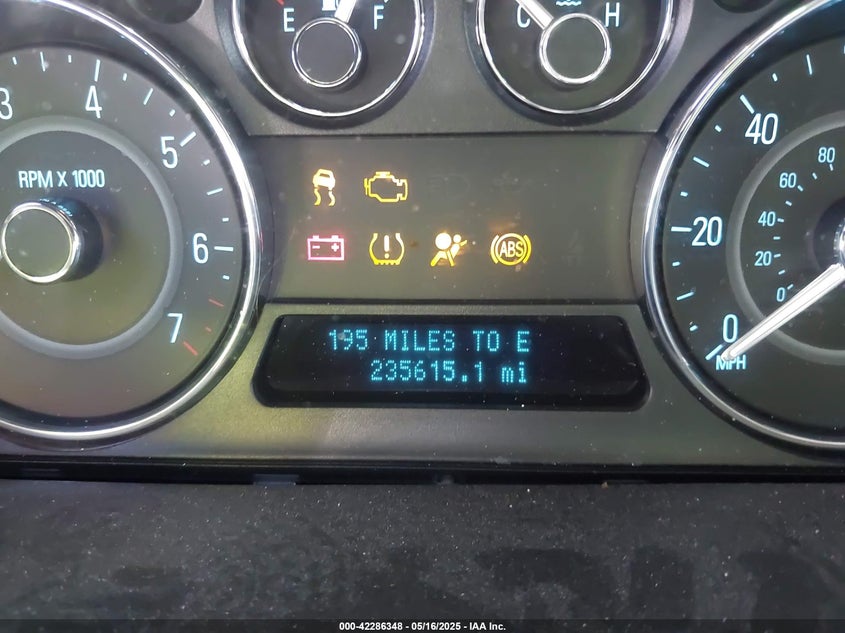 E F
C H
3 4 5 6 7
RPM X 1000
ABS
195 MILES TO E
235615.1 mi
40
20
0
MPH
80
60
40
20
0
000-42286348 - 05/16/2025 - IAA Inc.